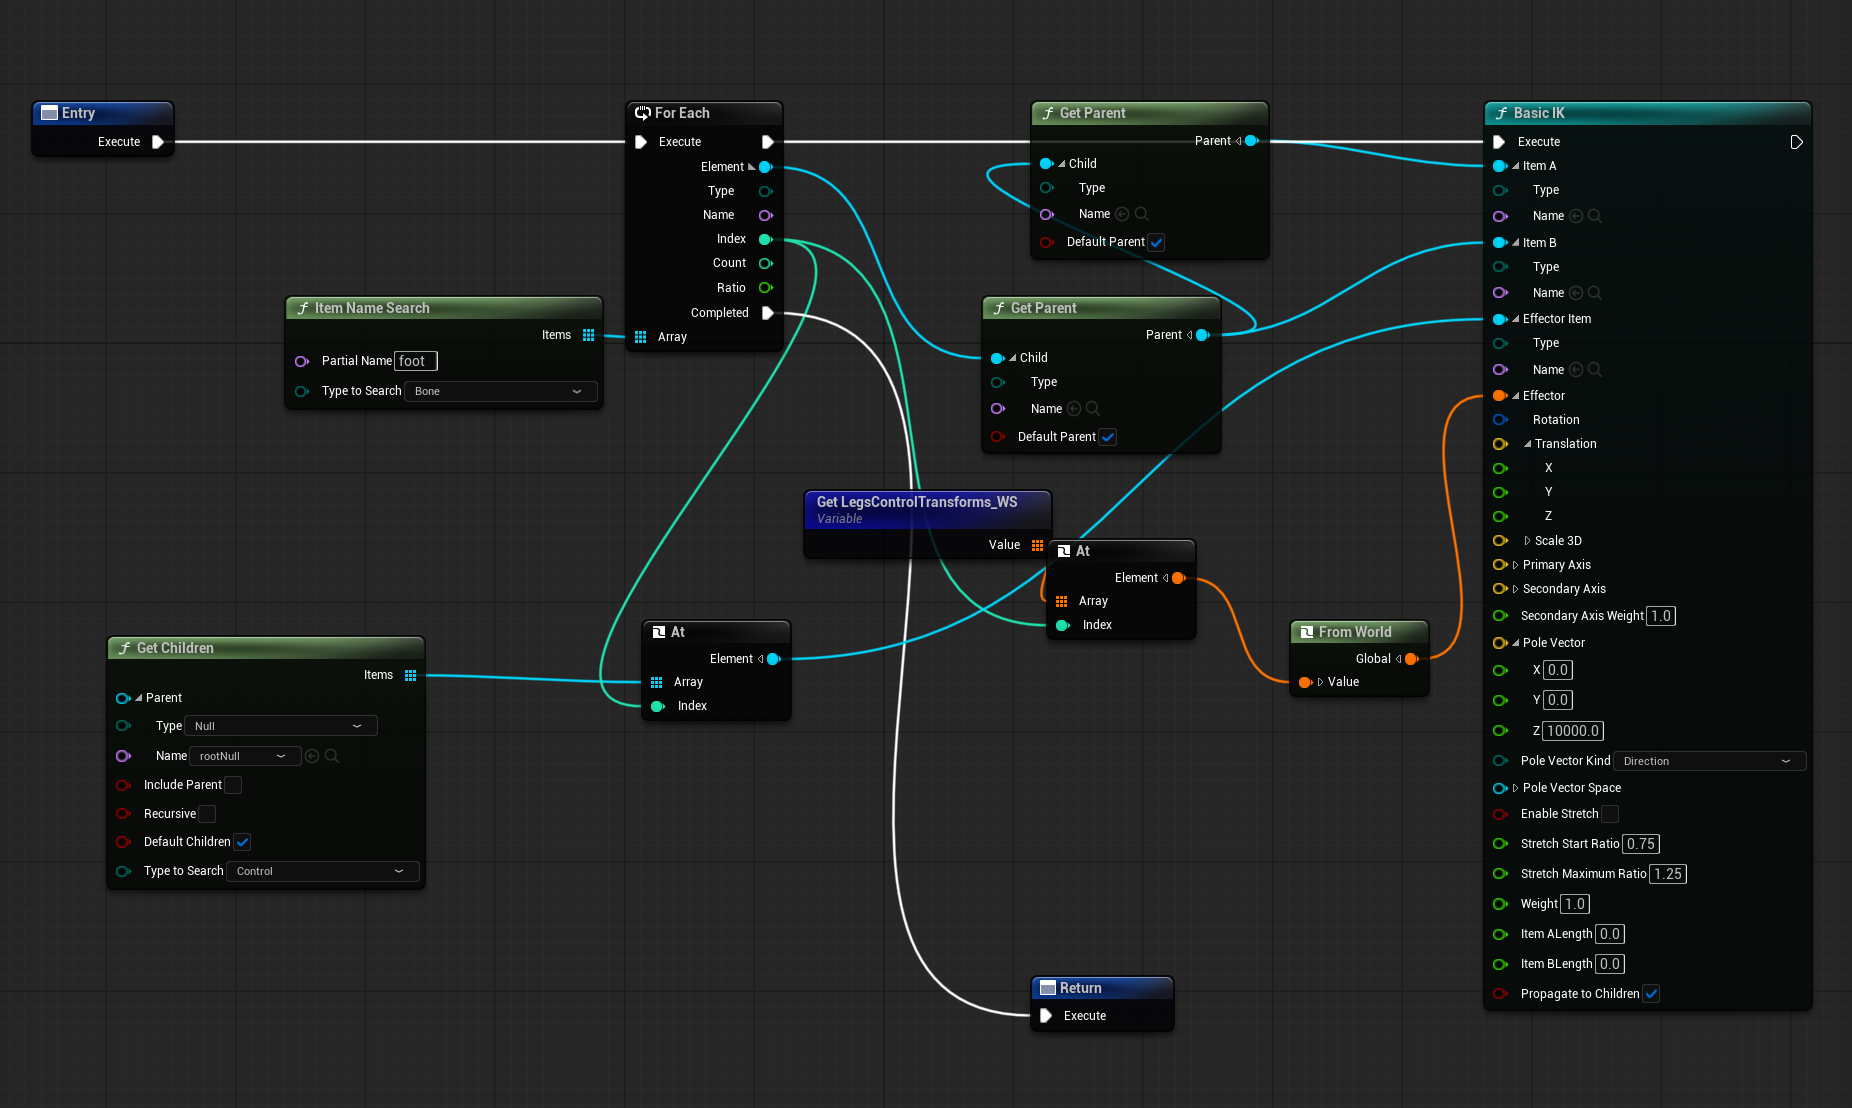 Entry
Execute
For Each
Execute
Element
Type
Name
Index
Count
Ratio
Completed
Array
Item Name Search
Items
Partial Name foot
Type to Search Bone
Get Parent
Parent
Child
Type
Name
Default Parent
Get Parent
Parent
Child
Type
Name
Default Parent
Get LegsControlTransforms_WS
Variable
Value
At
Element
Array
Index
Get Children
Items
Parent
Type Null
Name rootNull
Include Parent
Recursive
Default Children
Type to Search Control
At
Element
Array
Index
From World
Global
Value
Return
Execute
Basic IK
Execute
Item A
Type
Name
Item B
Type
Name
Effector Item
Type
Name
Effector
Rotation
Translation
X
Y
Z
Scale 3D
Primary Axis
Secondary Axis
Secondary Axis Weight 1.0
Pole Vector
X 0.0
Y 0.0
Z 10000.0
Pole Vector Kind Direction
Pole Vector Space
Enable Stretch
Stretch Start Ratio 0.75
Stretch Maximum Ratio 1.25
Weight 1.0
Item ALength 0.0
Item BLength 0.0
Propagate to Children